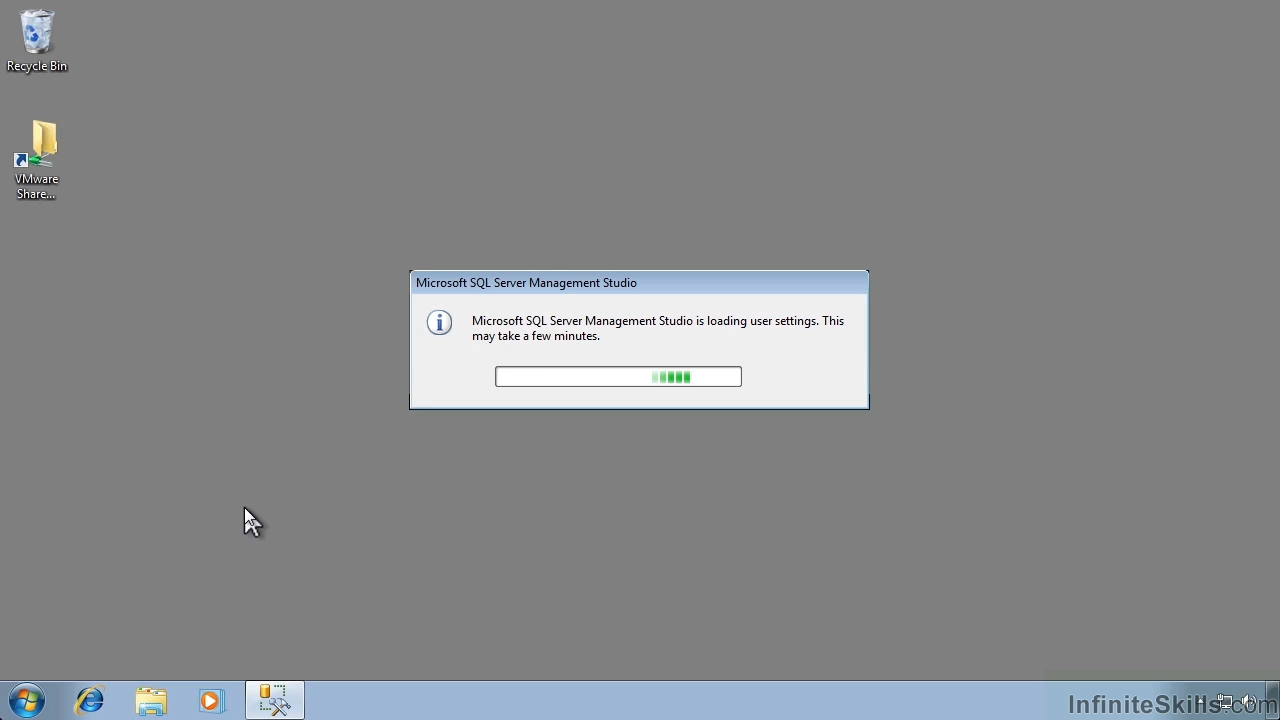 Recycle Bin
VMware
Share...
Microsoft SQL Server Management Studio
Microsoft SQL Server Management Studio is loading user settings. This
may take a few minutes.
InfiniteSkills.com